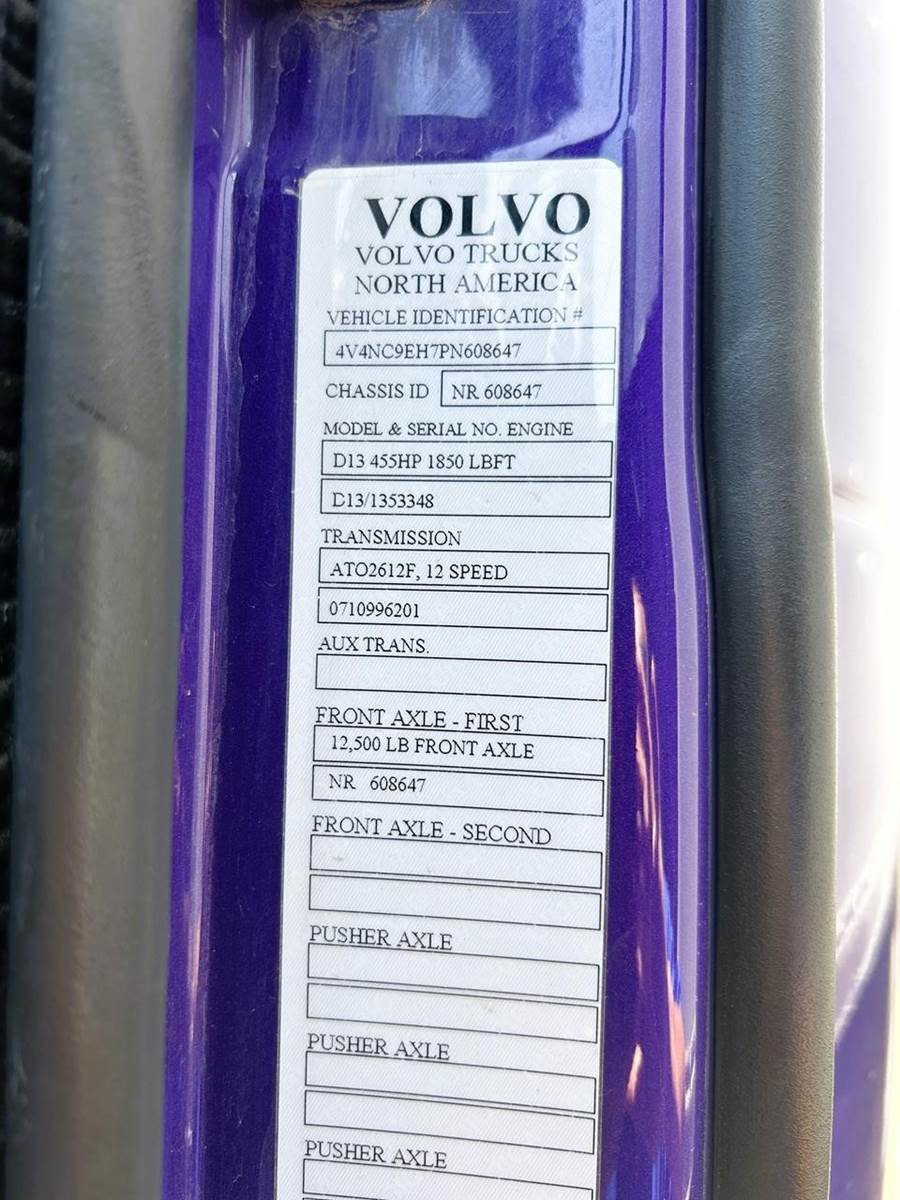 VOLVO
VOLVO TRUCKS
NORTH AMERICA
VEHICLE IDENTIFICATION #
4V4NC9EH7PN608647
CHASSIS ID NR 608647
MODEL & SERIAL NO. ENGINE
D13 455HP 1850 LBFT
D13/1353348
TRANSMISSION
ATO2612F, 12 SPEED
0710996201
AUX TRANS.
FRONT AXLE - FIRST
12,500 LB FRONT AXLE
NR 608647
FRONT AXLE - SECOND
PUSHER AXLE
PUSHER AXLE
PUSHER AXLE